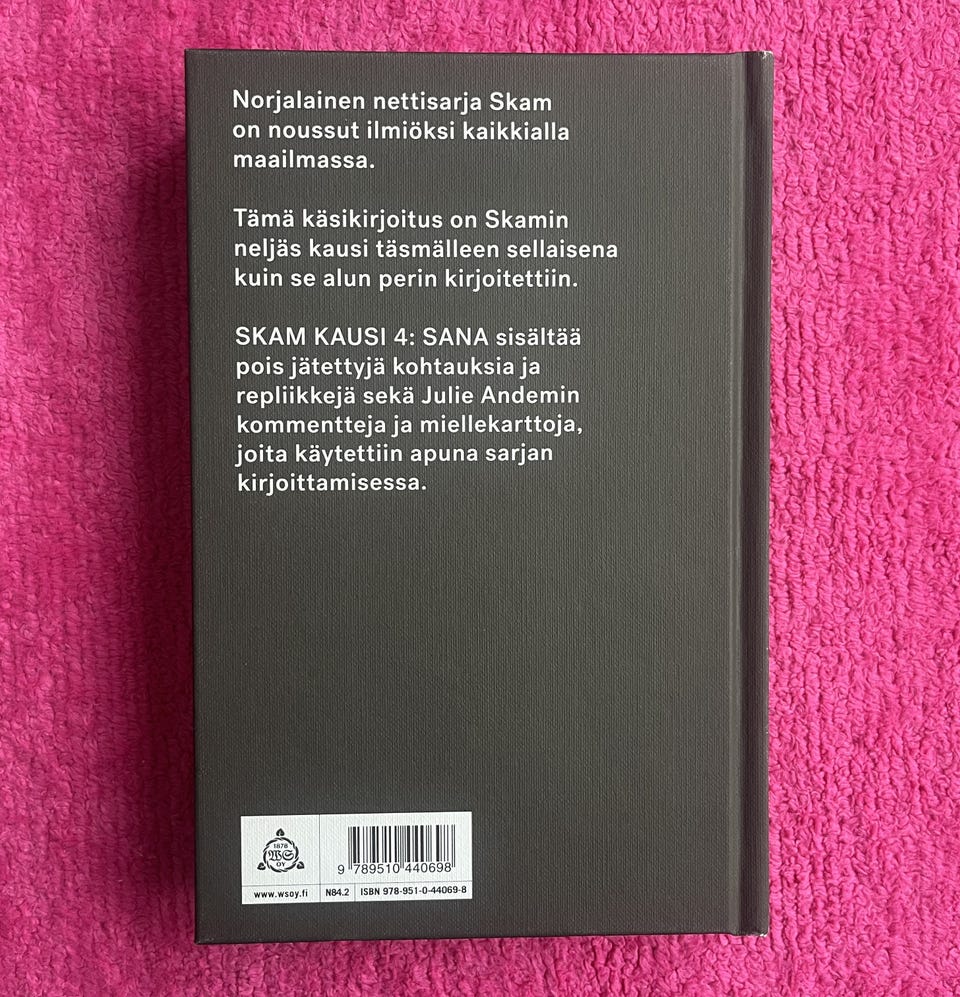 Norjalainen nettisarja Skam
on noussut ilmiöksi kaikkialla
maailmassa.
Tämä käsikirjoitus on Skamin
neljäs kausi täsmälleen sellaisena
kuin se alun perin kirjoitettiin.
SKAM KAUSI 4: SANA sisältää
pois jätettyjä kohtauksia ja
repliikkejä sekä Julie Andemin
kommentteja ja miellekarttoja,
joita käytettiin apuna sarjan
kirjoittamisessa.
1878
WS
OY
9 789510 440698
www.wsoy.fi N84.2 ISBN 978-951-0-44069-8